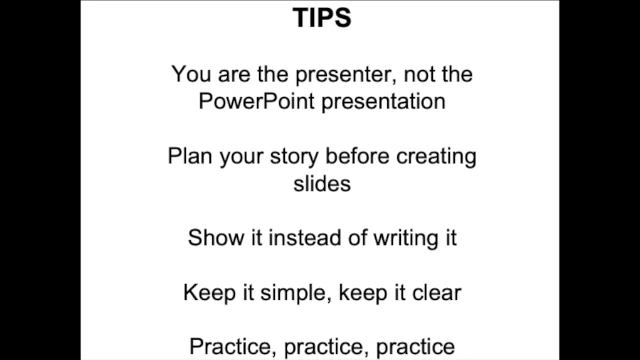 TIPS
You are the presenter, not the
PowerPoint presentation
Plan your story before creating
slides
Show it instead of writing it
Keep it simple, keep it clear
Practice, practice, practice